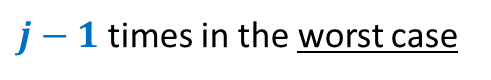 j − 1 times in the worst case